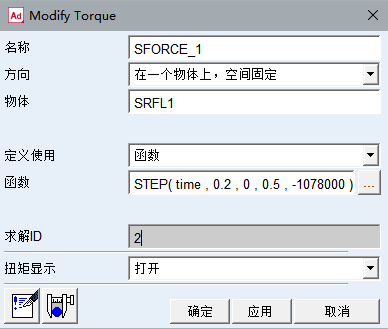 Ad Modify Torque
名称 SFORCE_1
方向 在一个物体上，空间固定
物体 SRFL1
定义使用 函数
函数 STEP( time , 0.2 , 0 , 0.5 , -1078000 ) ...
求解ID 2
扭矩显示 打开
确定 应用 取消